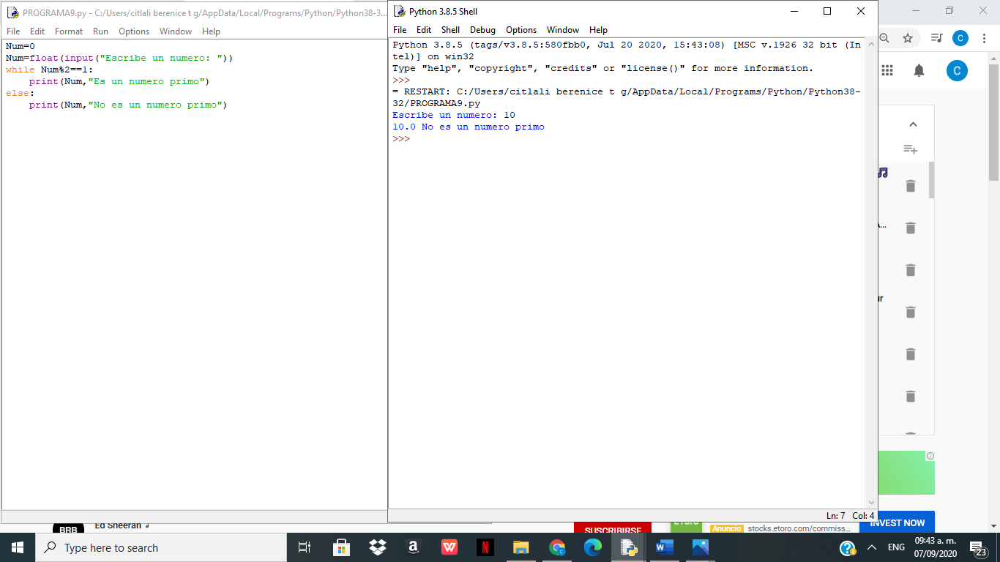 PROGRAMA9.py - C:/Users/citlali berenice t g/AppData/Local/Programs/Python/Python38-3...
File Edit Format Run Options Window Help
Num=0
Num=float(input("Escribe un numero: "))
while Num%2==1:
    print(Num,"Es un numero primo")
else:
    print(Num,"No es un numero primo")
Python 3.8.5 Shell
File Edit Shell Debug Options Window Help
Python 3.8.5 (tags/v3.8.5:580fbb0, Jul 20 2020, 15:43:08) [MSC v.1926 32 bit (In
tel)] on win32
Type "help", "copyright", "credits" or "license()" for more information.
>>>
= RESTART: C:/Users/citlali berenice t g/AppData/Local/Programs/Python/Python38-
32/PROGRAMA9.py
Escribe un numero: 10
10.0 No es un numero primo
>>>
Ln: 7 Col: 4
C
C
A...
ur
BRB
Ed Sheeran
SUSCRIBIRSE
eToro
Anuncio stocks.etoro.com/commiss...
INVEST NOW
Type here to search
ENG
09:43 a. m.
07/09/2020
23